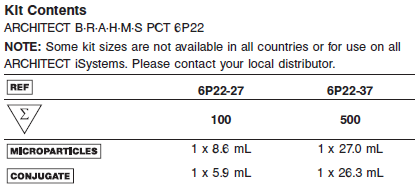 Kit Contents
ARCHITECT B·R·A·H·M·S PCT 6P22
NOTE: Some kit sizes are not available in all countries or for use on all
ARCHITECT iSystems. Please contact your local distributor.
REF 6P22-27 6P22-37
Σ 100 500
MICROPARTICLES 1 x 8.6 mL 1 x 27.0 mL
CONJUGATE 1 x 5.9 mL 1 x 26.3 mL